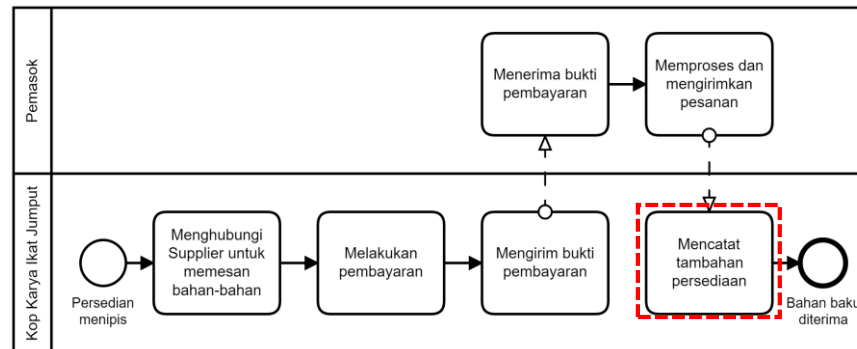 Pemasok
Menerima bukti
pembayaran
Memproses dan
mengirimkan
pesanan
Kop Karya Ikat Jumput
Persedian
menipis
Menghubungi
Supplier untuk
memesan
bahan-bahan
Melakukan
pembayaran
Mengirim bukti
pembayaran
Mencatat
tambahan
persediaan
Bahan baku
diterima